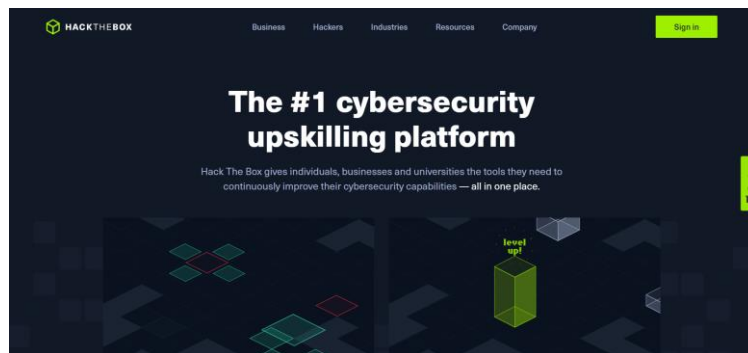 HACKTHEBOX
Business
Hackers
Industries
Resources
Company
Sign in
The #1 cybersecurity
upskilling platform
Hack The Box gives individuals, businesses and universities the tools they need to
continuously improve their cybersecurity capabilities — all in one place.
level
up!